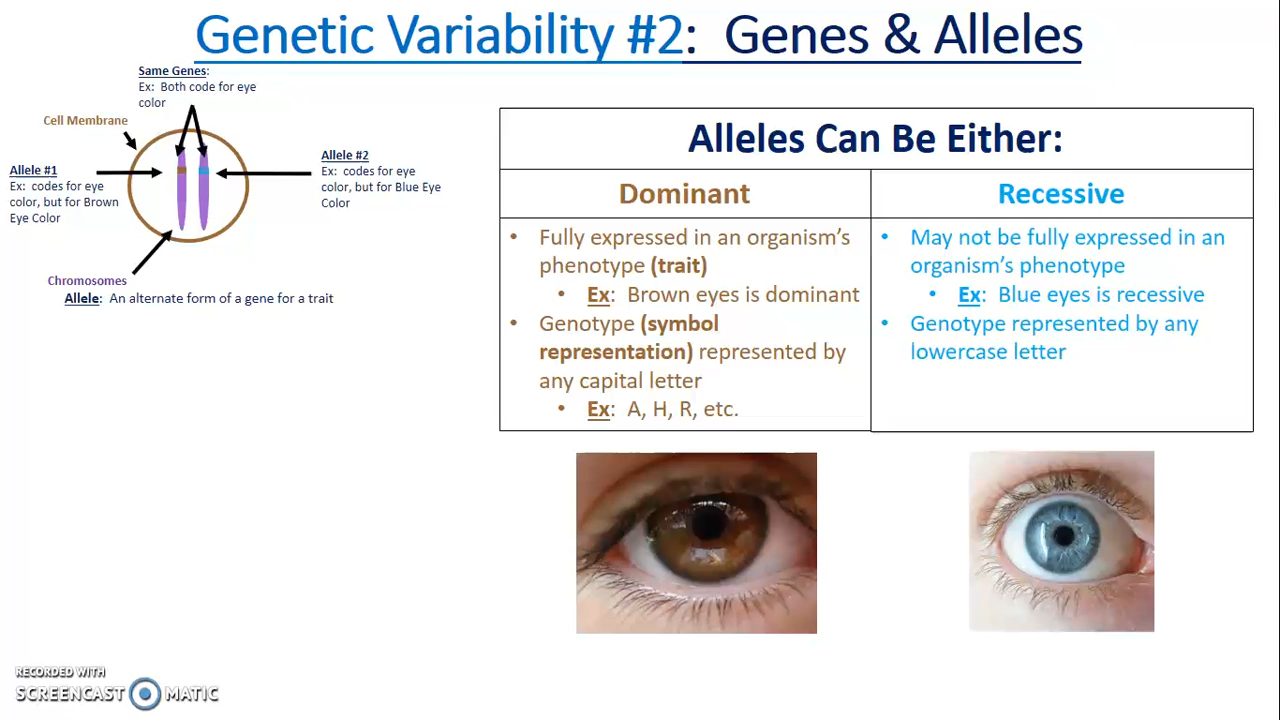 Genetic Variability #2:  Genes & Alleles
Same Genes:
Ex:  Both code for eye
color
Cell Membrane
Allele #1
Ex:  codes for eye
color, but for Brown
Eye Color
Allele #2
Ex:  codes for eye
color, but for Blue Eye
Color
Chromosomes
Allele:  An alternate form of a gene for a trait
Alleles Can Be Either:
Dominant
• Fully expressed in an organism’s
phenotype (trait)
• Ex:  Brown eyes is dominant
• Genotype (symbol
representation) represented by
any capital letter
• Ex:  A, H, R, etc.
Recessive
• May not be fully expressed in an
organism’s phenotype
• Ex:  Blue eyes is recessive
• Genotype represented by any
lowercase letter
RECORDED WITH
SCREENCAST MATIC